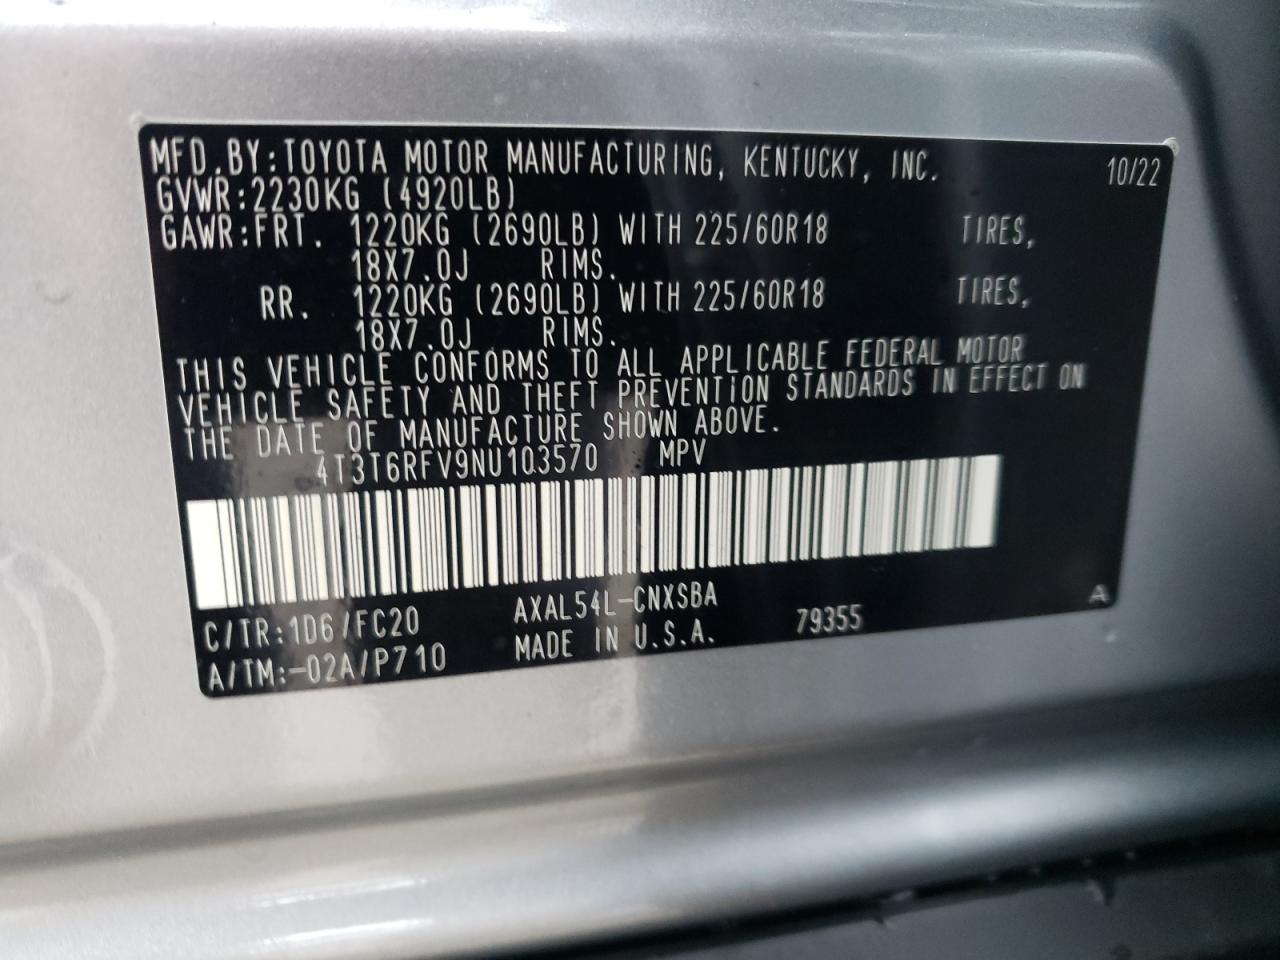 MFD.BY:TOYOTA MOTOR MANUFACTURING, KENTUCKY, INC. 10/22
GVWR:2230KG (4920LB)
GAWR:FRT. 1220KG (2690LB) WITH 225/60R18 TIRES,
18X7.0J RIMS.
RR. 1220KG (2690LB) WITH 225/60R18 TIRES,
18X7.0J RIMS.
THIS VEHICLE CONFORMS TO ALL APPLICABLE FEDERAL MOTOR
VEHICLE SAFETY AND THEFT PREVENTION STANDARDS IN EFFECT ON
THE DATE OF MANUFACTURE SHOWN ABOVE.
4T3T6RFV9NU103570 MPV
C/TR:1D6/FC20 AXAL54L-CNXSBA A
A/TM:-02A/P710 MADE IN U.S.A. 79355